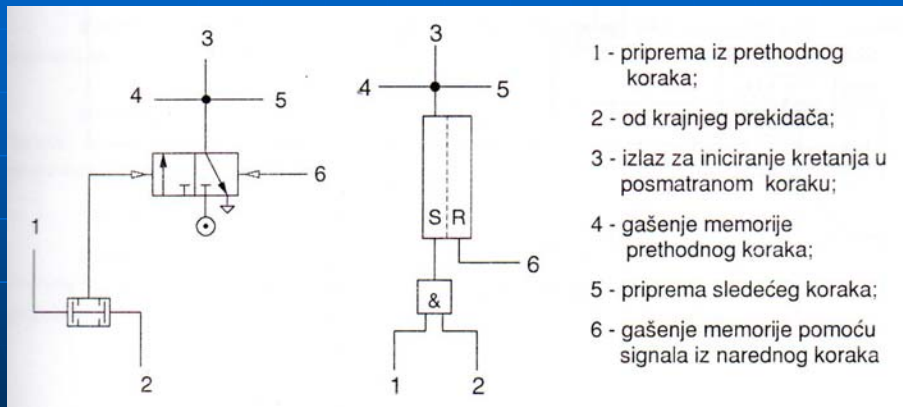 3
4
5
6
1
2
3
4
5
S R
6
&
1
2
1 - priprema iz prethodnog
koraka;
2 - od krajnjeg prekidača;
3 - izlaz za iniciranje kretanja u
posmatranom koraku;
4 - gašenje memorije
prethodnog koraka;
5 - priprema sledećeg koraka;
6 - gašenje memorije pomoću
signala iz narednog koraka